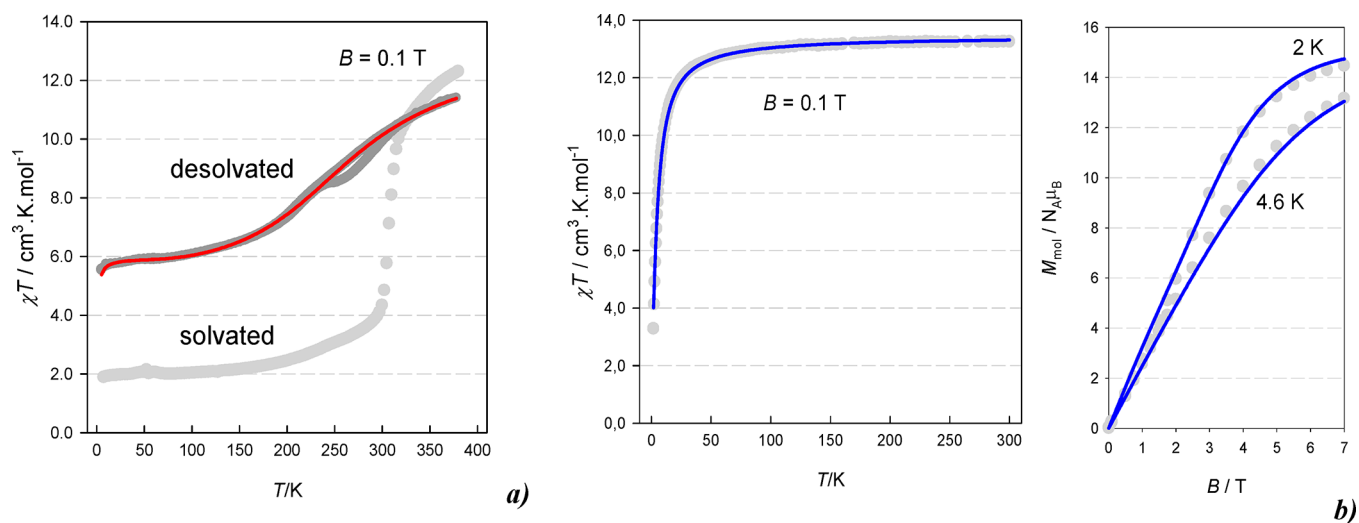 14.0
12.0
10.0
8.0
6.0
4.0
2.0
0.0
χT / cm³.K.mol⁻¹
B = 0.1 T
desolvated
solvated
0 50 100 150 200 250 300 350 400
T/K
a)
14,0
12,0
10,0
8,0
6,0
4,0
2,0
0,0
χT / cm³.K.mol⁻¹
B = 0.1 T
0 50 100 150 200 250 300
T/K
16
14
12
10
8
6
4
2
0
Mmol / NAμB
2 K
4.6 K
0 1 2 3 4 5 6 7
B / T
b)